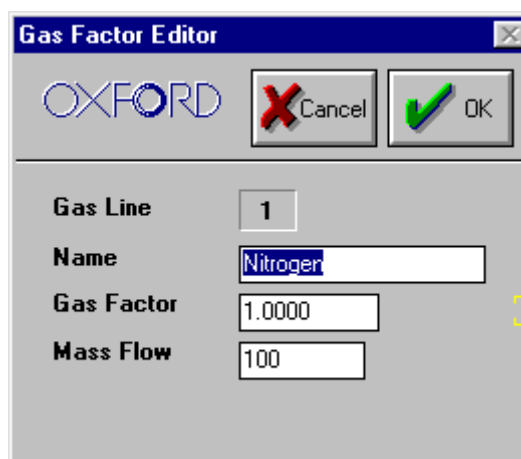 Gas Factor Editor
OXFORD
Cancel
OK
Gas Line 1
Name Nitrogen
Gas Factor 1.0000
Mass Flow 100